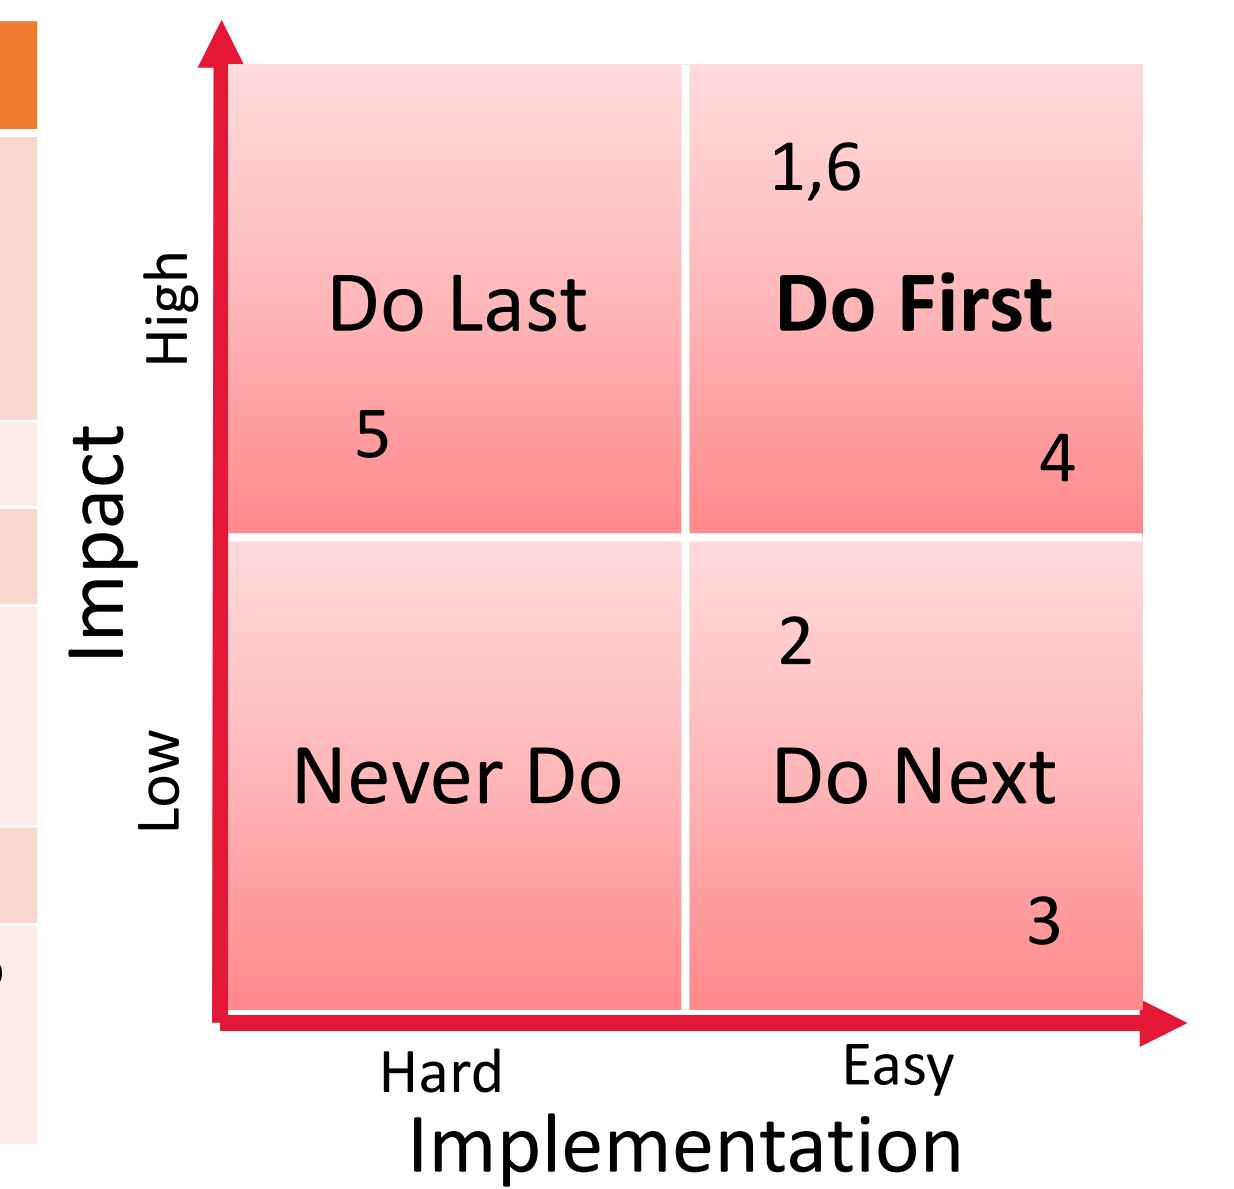 High
Impact
Low
1,6
Do Last
Do First
5
4
2
Never Do
Do Next
3
Hard
Easy
Implementation